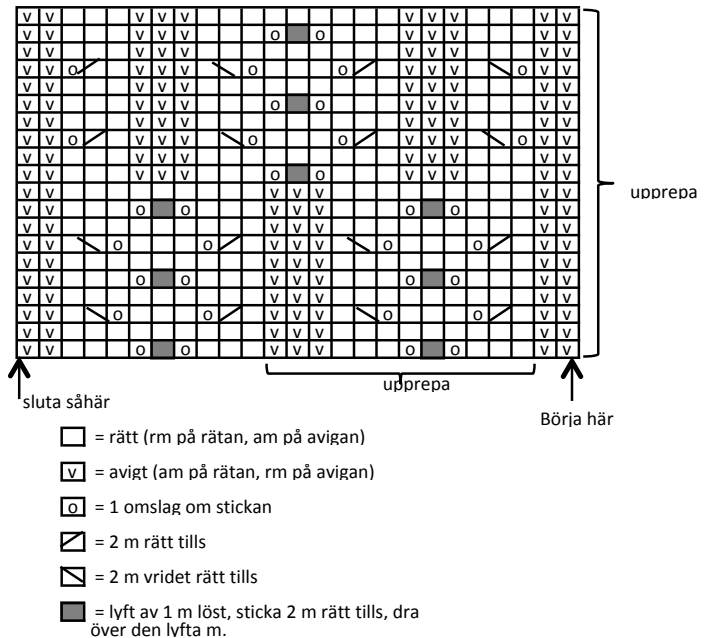 v v v v v v v v v v
v v v v v o o v v v v v
v v v v v v v v v v
v v o v v v o o v v v o v v
v v v v v v v v v v
v v v v v o o v v v v v
v v v v v v v v v v
v v o v v v o o v v v o v v
v v v v v v v v v v
v v v v v o o v v v v v
v v v v v v v
v v o o v v v o o v v
v v v v v v v
v v o o v v v o o v v
v v v v v v v
v v o o v v v o o v v
v v v v v v v
v v o o v v v o o v v
v v v v v v v
v v o o v v v o o v v
upprepa
upprepa
sluta såhär
Börja här
= rätt (rm på rätan, am på avigan)
v = avigt (am på rätan, rm på avigan)
o = 1 omslag om stickan
= 2 m rätt tills
= 2 m vridet rätt tills
= lyft av 1 m löst, sticka 2 m rätt tills, dra
över den lyfta m.